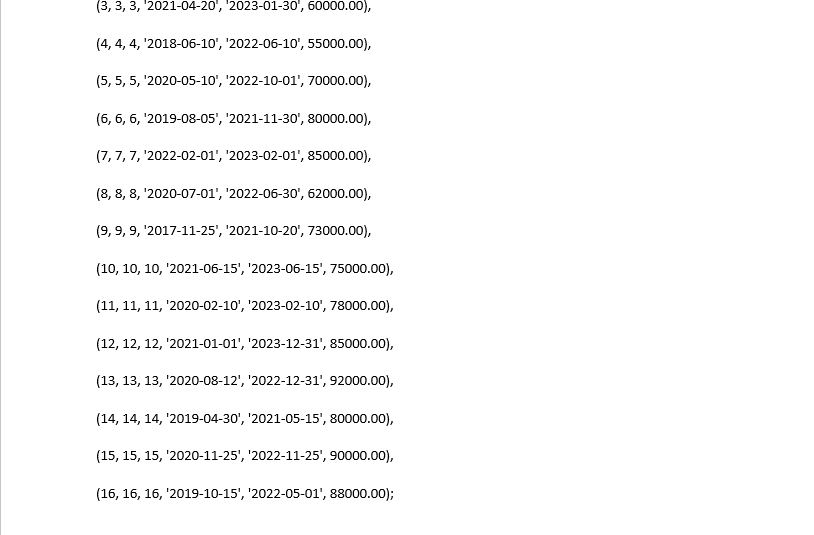 (3, 3, 3, '2021-04-20', '2023-01-30', 60000.00),
(4, 4, 4, '2018-06-10', '2022-06-10', 55000.00),
(5, 5, 5, '2020-05-10', '2022-10-01', 70000.00),
(6, 6, 6, '2019-08-05', '2021-11-30', 80000.00),
(7, 7, 7, '2022-02-01', '2023-02-01', 85000.00),
(8, 8, 8, '2020-07-01', '2022-06-30', 62000.00),
(9, 9, 9, '2017-11-25', '2021-10-20', 73000.00),
(10, 10, 10, '2021-06-15', '2023-06-15', 75000.00),
(11, 11, 11, '2020-02-10', '2023-02-10', 78000.00),
(12, 12, 12, '2021-01-01', '2023-12-31', 85000.00),
(13, 13, 13, '2020-08-12', '2022-12-31', 92000.00),
(14, 14, 14, '2019-04-30', '2021-05-15', 80000.00),
(15, 15, 15, '2020-11-25', '2022-11-25', 90000.00),
(16, 16, 16, '2019-10-15', '2022-05-01', 88000.00);